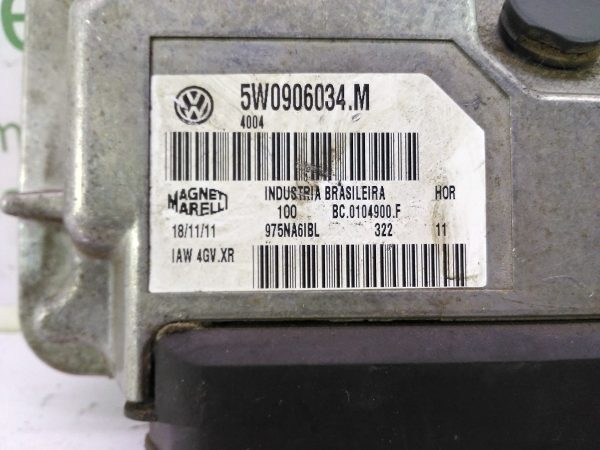 5W0906034.M
4004
MAGNETI MARELLI
INDUSTRIA BRASILEIRA HOR
100 BC.0104900.F
18/11/11 975NA6IBL 322 11
IAW 4GV.XR